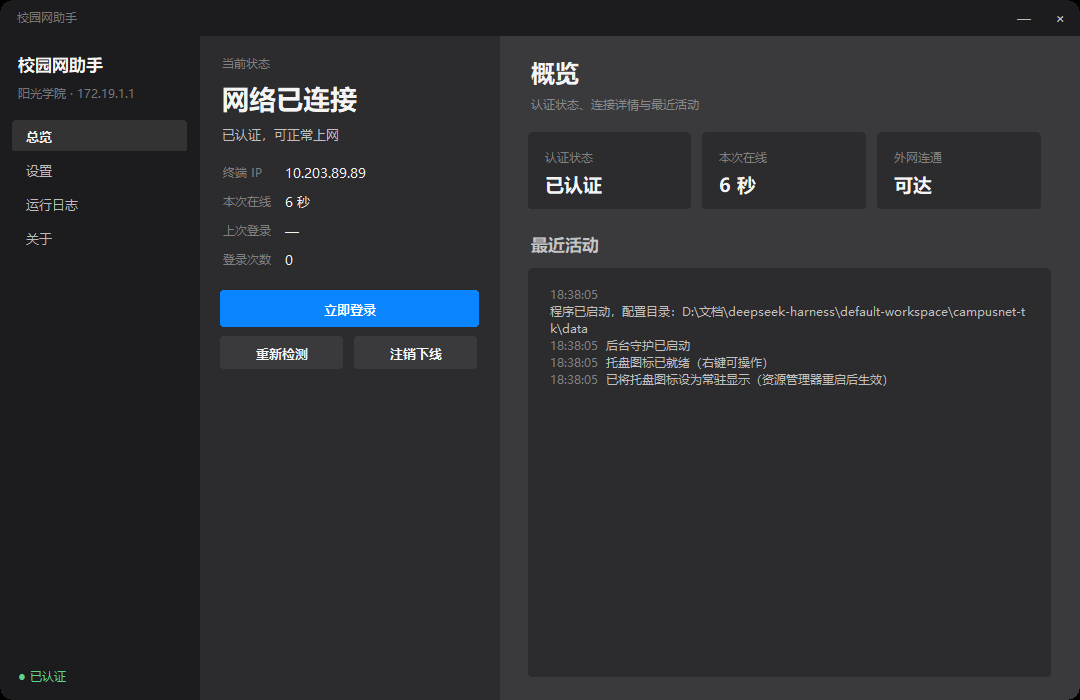 校园网助手
— ×
校园网助手
阳光学院 · 172.19.1.1
总览
设置
运行日志
关于
● 已认证
当前状态
网络已连接
已认证，可正常上网
终端 IP 10.203.89.89
本次在线 6 秒
上次登录 —
登录次数 0
立即登录
重新检测 注销下线
概览
认证状态、连接详情与最近活动
认证状态
已认证
本次在线
6 秒
外网连通
可达
最近活动
18:38:05
程序已启动，配置目录：D:\文档\deepseek-harness\default-workspace\campusnet-t
k\data
18:38:05 后台守护已启动
18:38:05 托盘图标已就绪（右键可操作）
18:38:05 已将托盘图标设为常驻显示（资源管理器重启后生效）